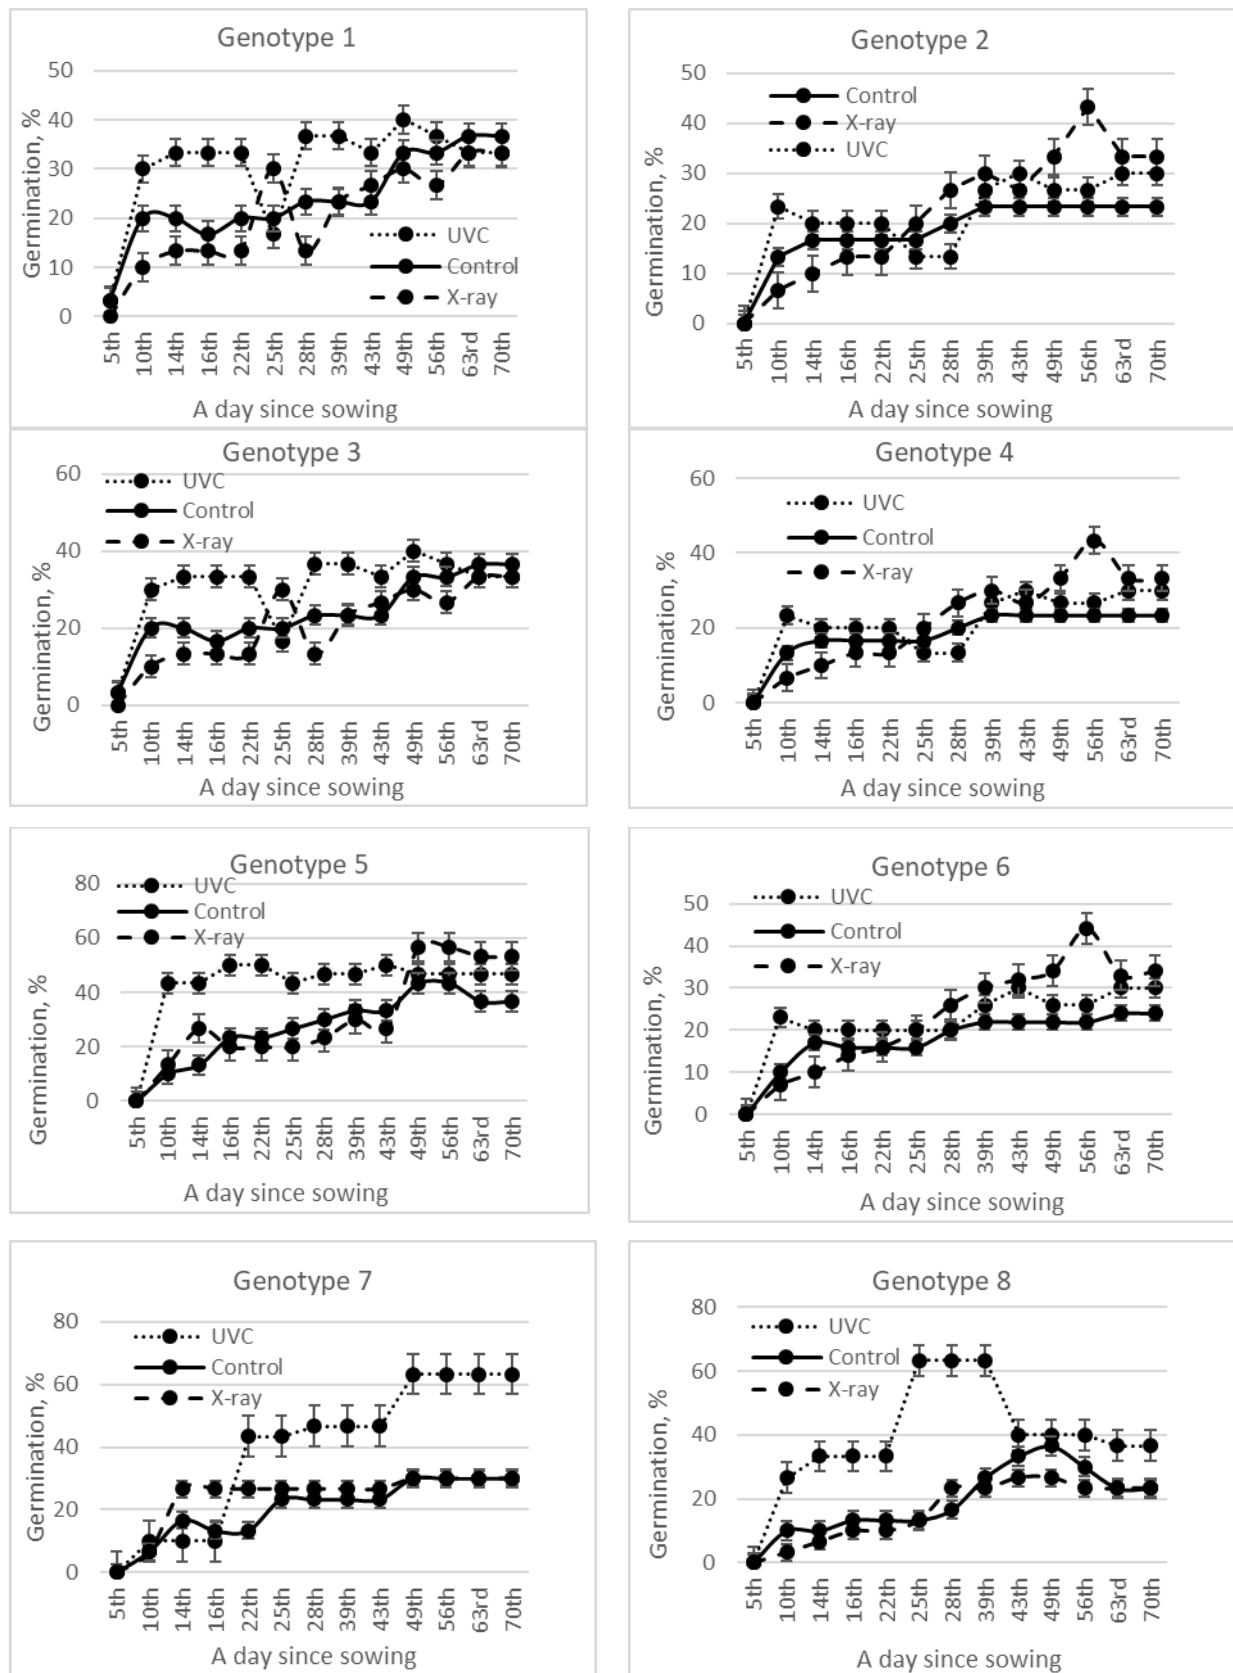 Genotype 1
Germination, %
50
40
30
20
10
0
UVC
Control
X-ray
5th 10th 14th 16th 22th 25th 28th 39th 43th 49th 56th 63rd 70th
A day since sowing
Genotype 2
Germination, %
50
40
30
20
10
0
Control
X-ray
UVC
5th 10th 14th 16th 22th 25th 28th 39th 43th 49th 56th 63rd 70th
A day since sowing
Genotype 3
Germination, %
60
40
20
0
UVC
Control
X-ray
5th 10th 14th 16th 22th 25th 28th 39th 43th 49th 56th 63rd 70th
A day since sowing
Genotype 4
Germination, %
60
40
20
0
UVC
Control
X-ray
5th 10th 14th 16th 22th 25th 28th 39th 43th 49th 56th 63rd 70th
A day since sowing
Genotype 5
Germination, %
80
60
40
20
0
UVC
Control
X-ray
5th 10th 14th 16th 22th 25th 28th 39th 43th 49th 56th 63rd 70th
A day since sowing
Genotype 6
Germination, %
50
40
30
20
10
0
UVC
Control
X-ray
5th 10th 14th 16th 22th 25th 28th 39th 43th 49th 56th 63rd 70th
A day since sowing
Genotype 7
Germination, %
80
60
40
20
0
UVC
Control
X-ray
5th 10th 14th 16th 22th 25th 28th 39th 43th 49th 56th 63rd 70th
A day since sowing
Genotype 8
Germination, %
80
60
40
20
0
UVC
Control
X-ray
5th 10th 14th 16th 22th 25th 28th 39th 43th 49th 56th 63rd 70th
A day since sowing